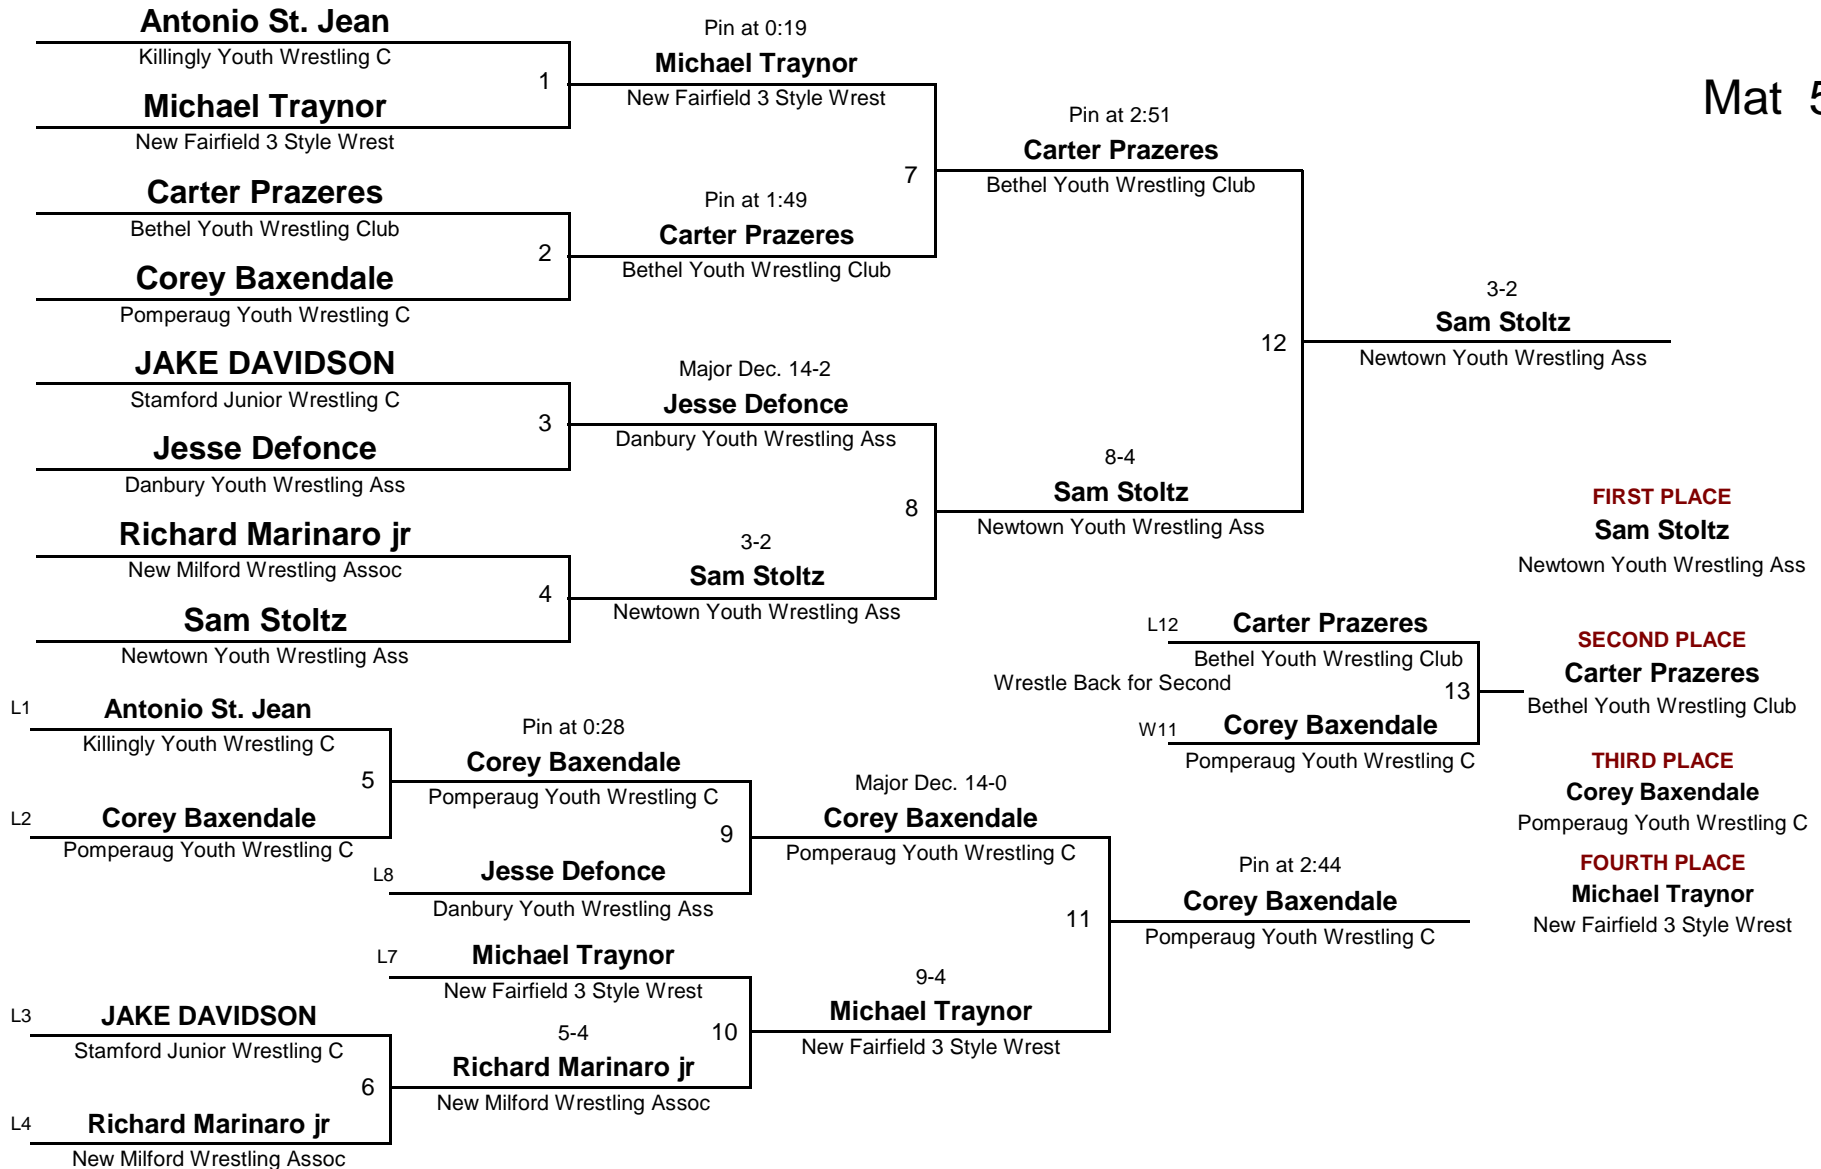 Antonio St. Jean
Killingly Youth Wrestling C
1
Michael Traynor
New Fairfield 3 Style Wrest
Carter Prazeres
Bethel Youth Wrestling Club
2
Corey Baxendale
Pomperaug Youth Wrestling C
JAKE DAVIDSON
Stamford Junior Wrestling C
3
Jesse Defonce
Danbury Youth Wrestling Ass
Richard Marinaro jr
New Milford Wrestling Assoc
4
Sam Stoltz
Newtown Youth Wrestling Ass
Pin at 0:19
Michael Traynor
New Fairfield 3 Style Wrest
7
Pin at 1:49
Carter Prazeres
Bethel Youth Wrestling Club
Major Dec. 14-2
Jesse Defonce
Danbury Youth Wrestling Ass
8
3-2
Sam Stoltz
Newtown Youth Wrestling Ass
Pin at 2:51
Carter Prazeres
Bethel Youth Wrestling Club
12
8-4
Sam Stoltz
Newtown Youth Wrestling Ass
Mat 5
3-2
Sam Stoltz
Newtown Youth Wrestling Ass
FIRST PLACE
Sam Stoltz
Newtown Youth Wrestling Ass
L12 Carter Prazeres
Bethel Youth Wrestling Club
Wrestle Back for Second
13
W11 Corey Baxendale
Pomperaug Youth Wrestling C
SECOND PLACE
Carter Prazeres
Bethel Youth Wrestling Club
THIRD PLACE
Corey Baxendale
Pomperaug Youth Wrestling C
FOURTH PLACE
Michael Traynor
New Fairfield 3 Style Wrest
L1 Antonio St. Jean
Killingly Youth Wrestling C
5
L2 Corey Baxendale
Pomperaug Youth Wrestling C
L3 JAKE DAVIDSON
Stamford Junior Wrestling C
6
L4 Richard Marinaro jr
New Milford Wrestling Assoc
Pin at 0:28
Corey Baxendale
Pomperaug Youth Wrestling C
9
L8 Jesse Defonce
Danbury Youth Wrestling Ass
L7 Michael Traynor
New Fairfield 3 Style Wrest
5-4
10
Richard Marinaro jr
New Milford Wrestling Assoc
Major Dec. 14-0
Corey Baxendale
Pomperaug Youth Wrestling C
11
9-4
Michael Traynor
New Fairfield 3 Style Wrest
Pin at 2:44
Corey Baxendale
Pomperaug Youth Wrestling C